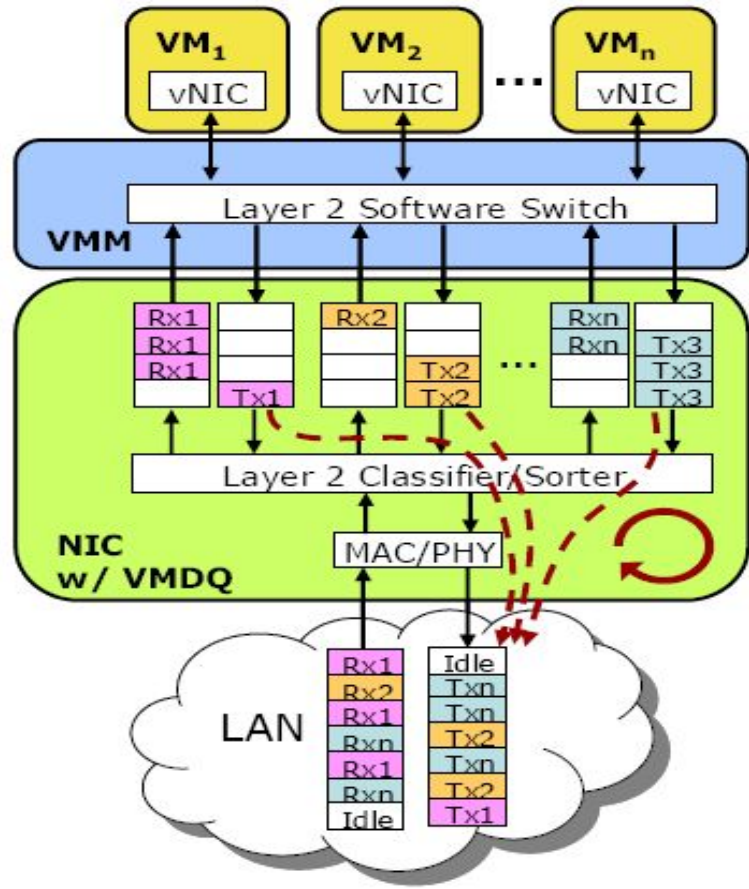 VM1
VM2
VMn
...
vNIC
vNIC
vNIC
Layer 2 Software Switch
VMM
Rx1
Rx1
Rx1
Tx1
Rx2
Tx2
Tx2
...
Rxn
Rxn
Tx3
Tx3
Tx3
Layer 2 Classifier/Sorter
MAC/PHY
NIC
w/ VMDQ
LAN
Rx1
Rx2
Rx1
Rxn
Rx1
Rxn
Idle
Idle
Txn
Txn
Tx2
Txn
Tx2
Tx1